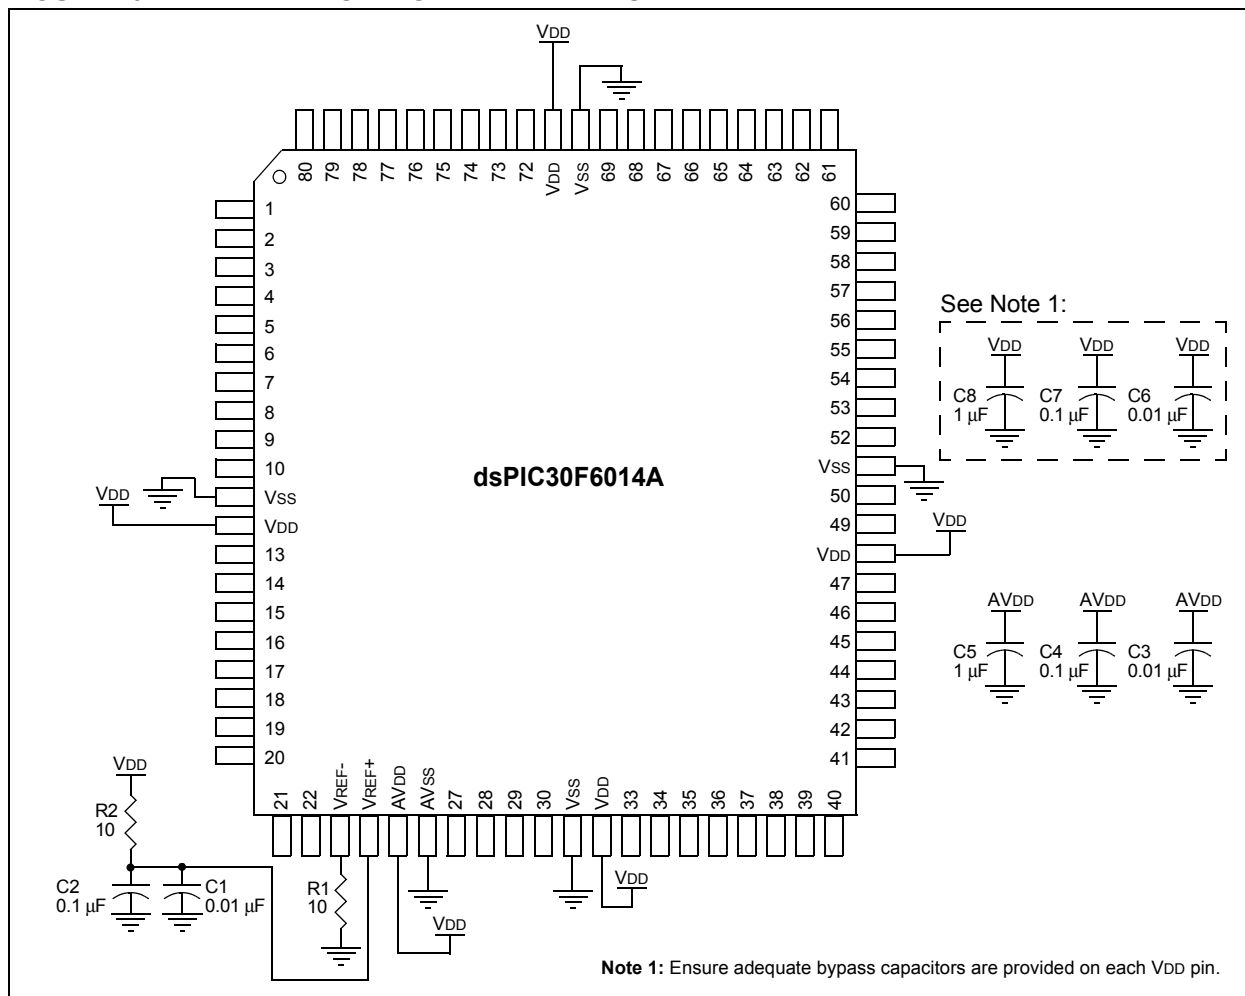 VDD
80 79 78 77 76 75 74 73 72 VDD VSS 69 68 67 66 65 64 63 62 61
1
2
3
4
5
6
7
8
9
10
VSS
VDD
VDD
13
14
15
16
17
18
19
20
dsPIC30F6014A
60
59
58
57
56
55
54
53
52
VSS
50
49
VDD
VDD
47
46
45
44
43
42
41
21 22 VREF- VREF+ AVDD AVSS 27 28 29 30 VSS VDD 33 34 35 36 37 38 39 40
See Note 1:
VDD VDD VDD
C8 C7 C6
1 µF 0.1 µF 0.01 µF
AVDD AVDD AVDD
C5 C4 C3
1 µF 0.1 µF 0.01 µF
VDD
R2
10
C2 C1
0.1 µF 0.01 µF
R1
10
VDD
VDD
Note 1: Ensure adequate bypass capacitors are provided on each VDD pin.